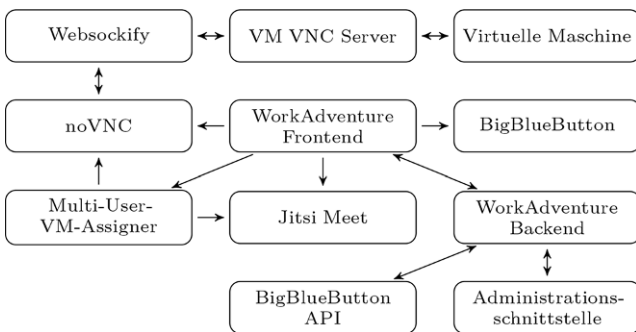 Websockify
VM VNC Server
Virtuelle Maschine
noVNC
WorkAdventure
Frontend
BigBlueButton
Multi-User-
VM-Assigner
Jitsi Meet
WorkAdventure
Backend
BigBlueButton
API
Administrations-
schnittstelle